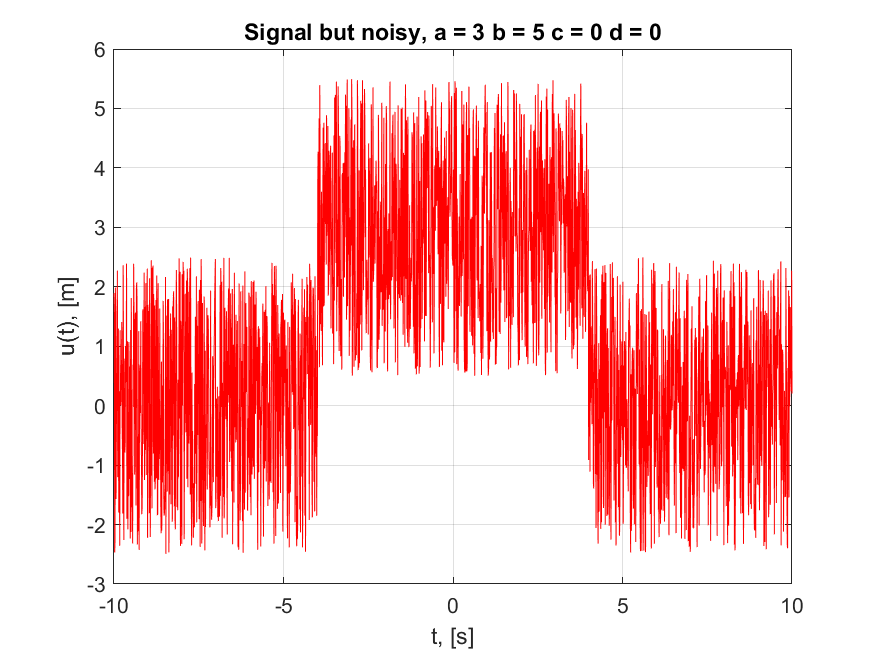 Signal but noisy, a = 3 b = 5 c = 0 d = 0
6
5
4
3
2
1
0
-1
-2
-3
u(t), [m]
-10 -5 0 5 10
t, [s]